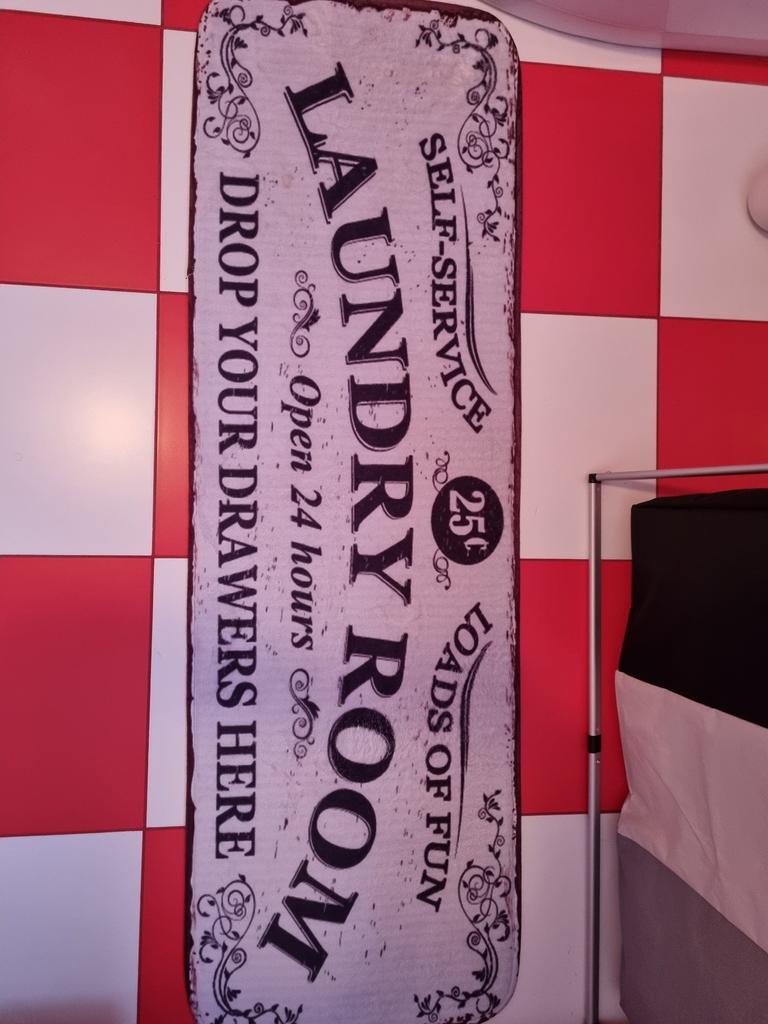 SELF-SERVICE 25¢ LOADS OF FUN
LAUNDRY ROOM
Open 24 hours
DROP YOUR DRAWERS HERE